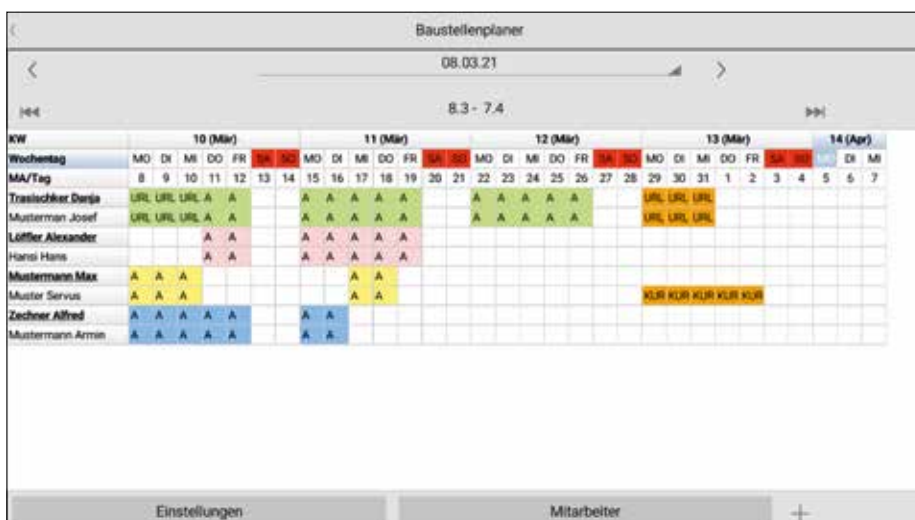 Baustellenplaner
08.03.21
8.3 - 7.4
KW 10 (Mär) 11 (Mär) 12 (Mär) 13 (Mär) 14 (Apr)
Wochentag MO DI MI DO FR SA SO MO DI MI DO FR SA SO MO DI MI DO FR SA SO MO DI MI DO FR SA SO MO DI MI
MA/Tag 8 9 10 11 12 13 14 15 16 17 18 19 20 21 22 23 24 25 26 27 28 29 30 31 1 2 3 4 5 6 7
Trasischker Danja URL URL URL A A A A A A A A A A A A URL URL URL
Musterman Josef URL URL URL A A A A A A A A A A A A URL URL URL
Löffler Alexander A A A A A A A
Hansi Hans A A A A A A A
Mustermann Max A A A A A
Muster Servus A A A A A KUR KUR KUR KUR KUR
Zechner Alfred A A A A A A A
Mustermann Armin A A A A A A A
Einstellungen Mitarbeiter +